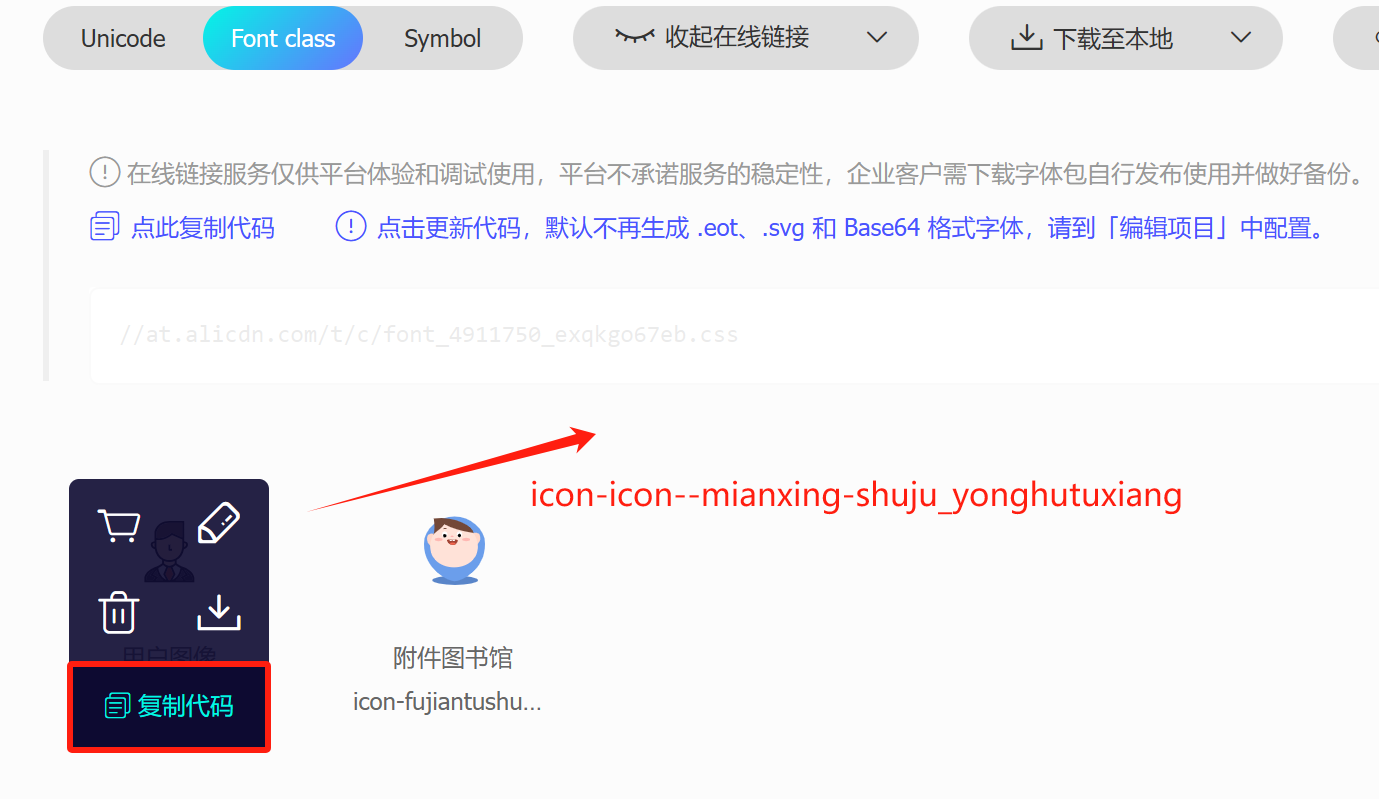 Unicode
Font class
Symbol
收起在线链接
下载至本地
在线链接服务仅供平台体验和调试使用，平台不承诺服务的稳定性，企业客户需下载字体包自行发布使用并做好备份。
点此复制代码
点击更新代码，默认不再生成 .eot、.svg 和 Base64 格式字体，请到「编辑项目」中配置。
//at.alicdn.com/t/c/font_4911750_exqkgo67eb.css
icon-icon--mianxing-shuju_yonghutuxiang
用户图像
附件图书馆
复制代码
icon-fujiantushu...